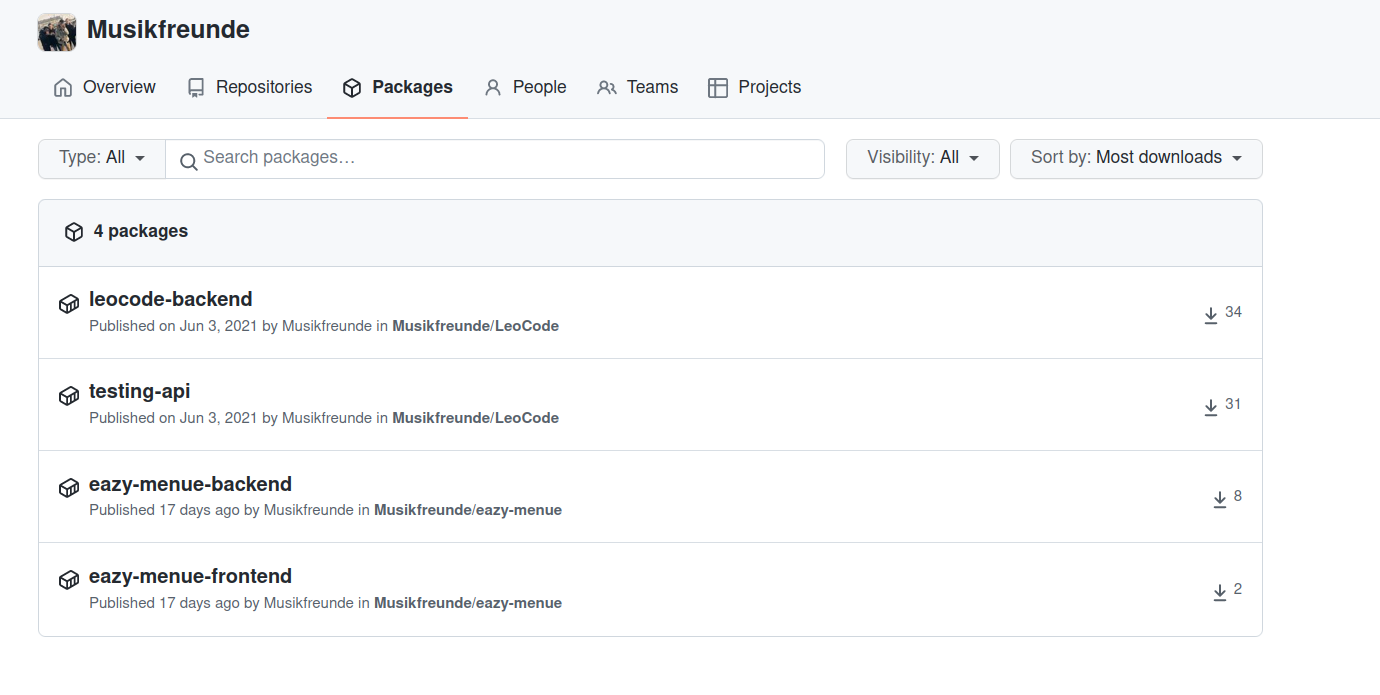 Musikfreunde
Overview Repositories Packages People Teams Projects
Type: All Search packages… Visibility: All Sort by: Most downloads
4 packages
leocode-backend
Published on Jun 3, 2021 by Musikfreunde in Musikfreunde/LeoCode 34
testing-api
Published on Jun 3, 2021 by Musikfreunde in Musikfreunde/LeoCode 31
eazy-menue-backend
Published 17 days ago by Musikfreunde in Musikfreunde/eazy-menue 8
eazy-menue-frontend
Published 17 days ago by Musikfreunde in Musikfreunde/eazy-menue 2